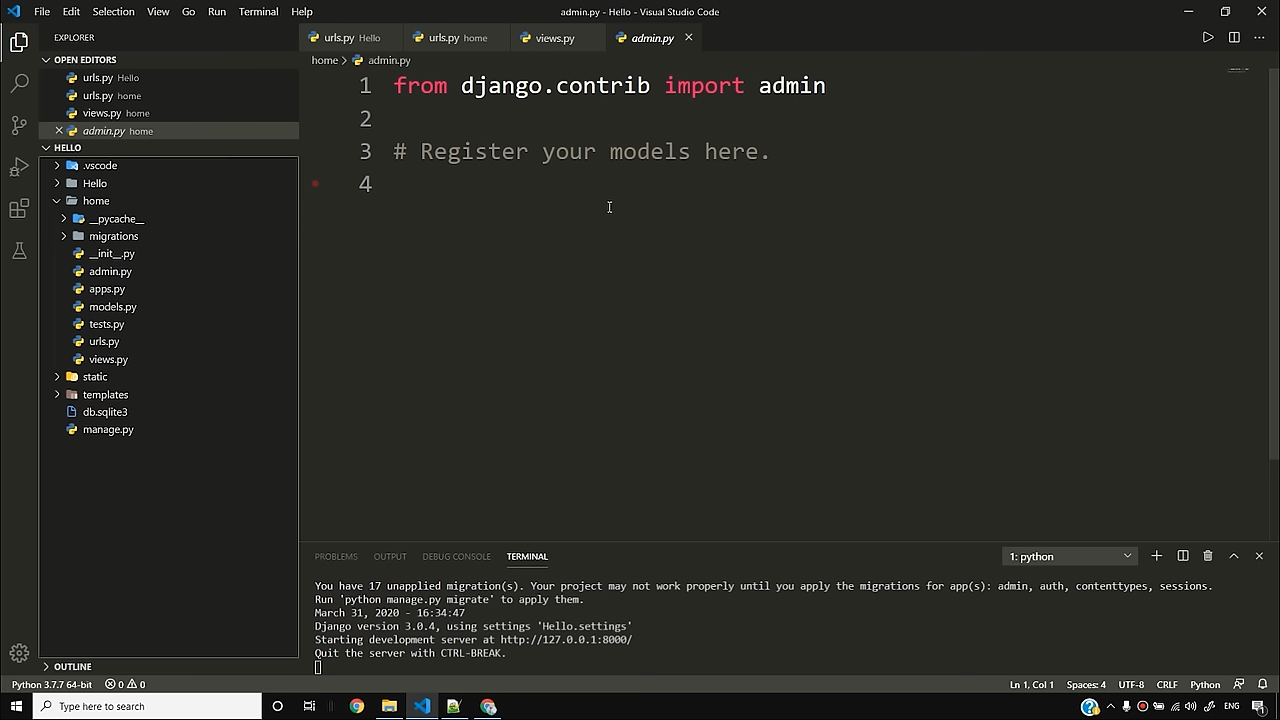 File Edit Selection View Go Run Terminal Help
admin.py - Hello - Visual Studio Code
EXPLORER
urls.py Hello
urls.py home
views.py
admin.py
OPEN EDITORS
urls.py Hello
urls.py home
views.py home
admin.py home
HELLO
.vscode
Hello
home
__pycache__
migrations
__init__.py
admin.py
apps.py
models.py
tests.py
urls.py
views.py
static
templates
db.sqlite3
manage.py
OUTLINE
home > admin.py
1 from django.contrib import admin
2
3 # Register your models here.
4
PROBLEMS OUTPUT DEBUG CONSOLE TERMINAL
1: python
You have 17 unapplied migration(s). Your project may not work properly until you apply the migrations for app(s): admin, auth, contenttypes, sessions.
Run 'python manage.py migrate' to apply them.
March 31, 2020 - 16:34:47
Django version 3.0.4, using settings 'Hello.settings'
Starting development server at http://127.0.0.1:8000/
Quit the server with CTRL-BREAK.
Python 3.7.7 64-bit 0 0
Ln 1, Col 1 Spaces: 4 UTF-8 CRLF Python
Type here to search
ENG